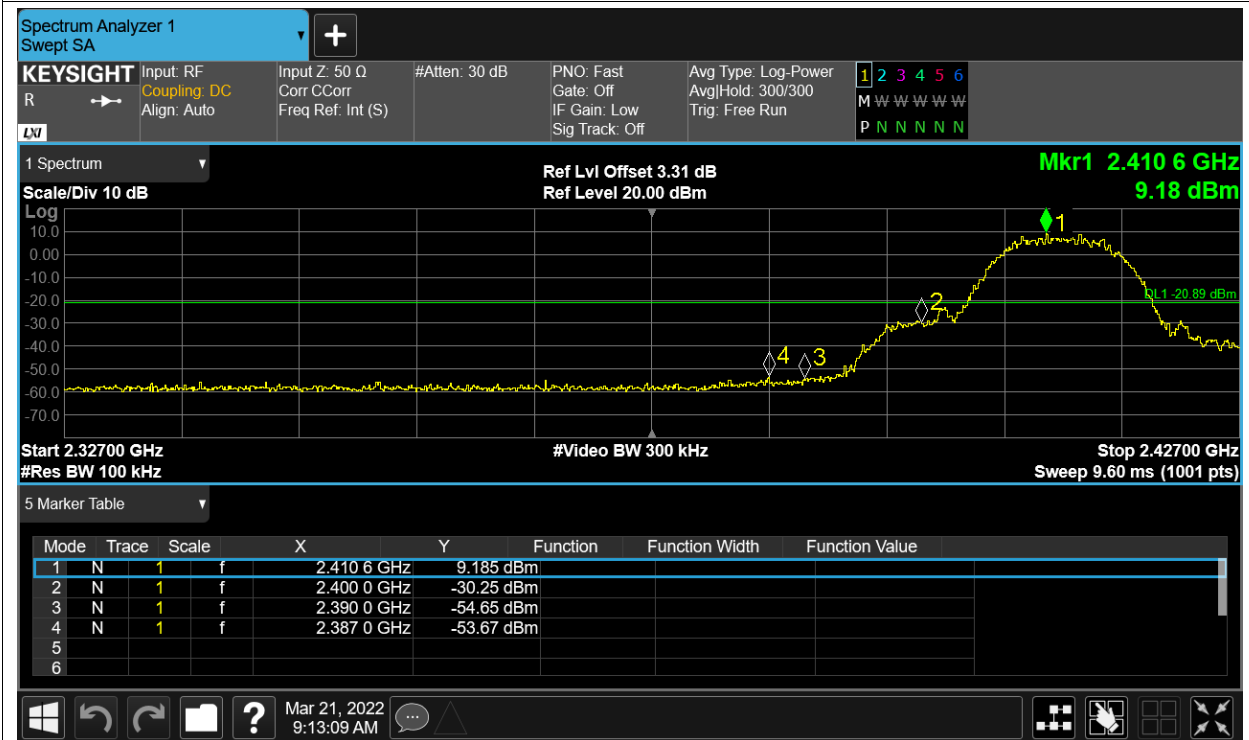 Spectrum Analyzer 1
Swept SA
+
KEYSIGHT
R
LXI
Input: RF
Coupling: DC
Align: Auto
Input Z: 50 Ω
Corr CCorr
Freq Ref: Int (S)
#Atten: 30 dB
PNO: Fast
Gate: Off
IF Gain: Low
Sig Track: Off
Avg Type: Log-Power
Avg|Hold: 300/300
Trig: Free Run
1 2 3 4 5 6
M W W W W W
P N N N N N
1 Spectrum
Scale/Div 10 dB
Ref Lvl Offset 3.31 dB
Ref Level 20.00 dBm
Mkr1 2.410 6 GHz
9.18 dBm
Log
10.0
0.00
-10.0
-20.0
-30.0
-40.0
-50.0
-60.0
-70.0
1
DL1 -20.89 dBm
2
4 3
Start 2.32700 GHz #Video BW 300 kHz Stop 2.42700 GHz
#Res BW 100 kHz Sweep 9.60 ms (1001 pts)
5 Marker Table
Mode Trace Scale X Y Function Function Width Function Value
1 N 1 f 2.410 6 GHz 9.185 dBm
2 N 1 f 2.400 0 GHz -30.25 dBm
3 N 1 f 2.390 0 GHz -54.65 dBm
4 N 1 f 2.387 0 GHz -53.67 dBm
5
6
?
Mar 21, 2022
9:13:09 AM